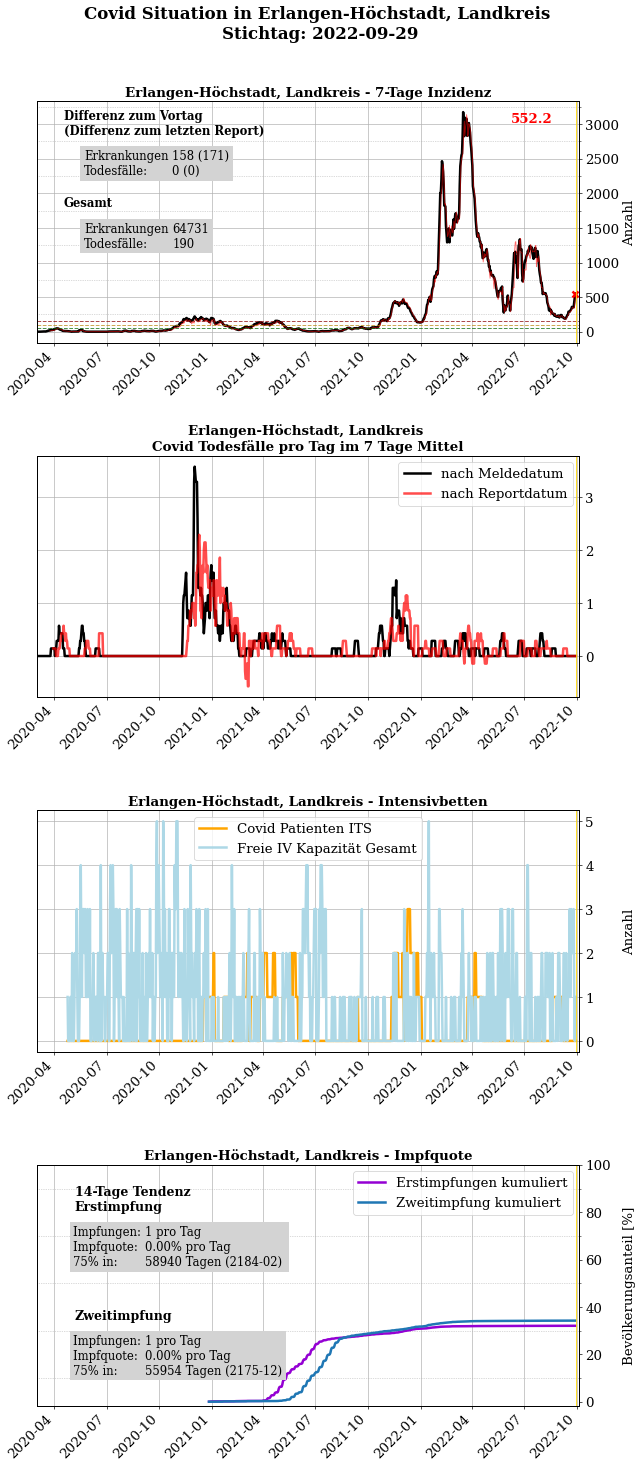 Covid Situation in Erlangen-Höchstadt, Landkreis
Stichtag: 2022-09-29
Erlangen-Höchstadt, Landkreis - 7-Tage Inzidenz
Differenz zum Vortag
(Differenz zum letzten Report)
Erkrankungen 158 (171)
Todesfälle: 0 (0)
Gesamt
Erkrankungen 64731
Todesfälle: 190
552.2
3000
2500
2000
1500
1000
500
0
Anzahl
2020-04 2020-07 2020-10 2021-01 2021-04 2021-07 2021-10 2022-01 2022-04 2022-07 2022-10
Erlangen-Höchstadt, Landkreis
Covid Todesfälle pro Tag im 7 Tage Mittel
nach Meldedatum
nach Reportdatum
3
2
1
0
2020-04 2020-07 2020-10 2021-01 2021-04 2021-07 2021-10 2022-01 2022-04 2022-07 2022-10
Erlangen-Höchstadt, Landkreis - Intensivbetten
Covid Patienten ITS
Freie IV Kapazität Gesamt
5
4
3
2
1
0
Anzahl
2020-04 2020-07 2020-10 2021-01 2021-04 2021-07 2021-10 2022-01 2022-04 2022-07 2022-10
Erlangen-Höchstadt, Landkreis - Impfquote
14-Tage Tendenz
Erstimpfung
Impfungen: 1 pro Tag
Impfquote: 0.00% pro Tag
75% in: 58940 Tagen (2184-02)
Zweitimpfung
Impfungen: 1 pro Tag
Impfquote: 0.00% pro Tag
75% in: 55954 Tagen (2175-12)
Erstimpfungen kumuliert
Zweitimpfung kumuliert
100
80
60
40
20
0
Bevölkerungsanteil [%]
2020-04 2020-07 2020-10 2021-01 2021-04 2021-07 2021-10 2022-01 2022-04 2022-07 2022-10